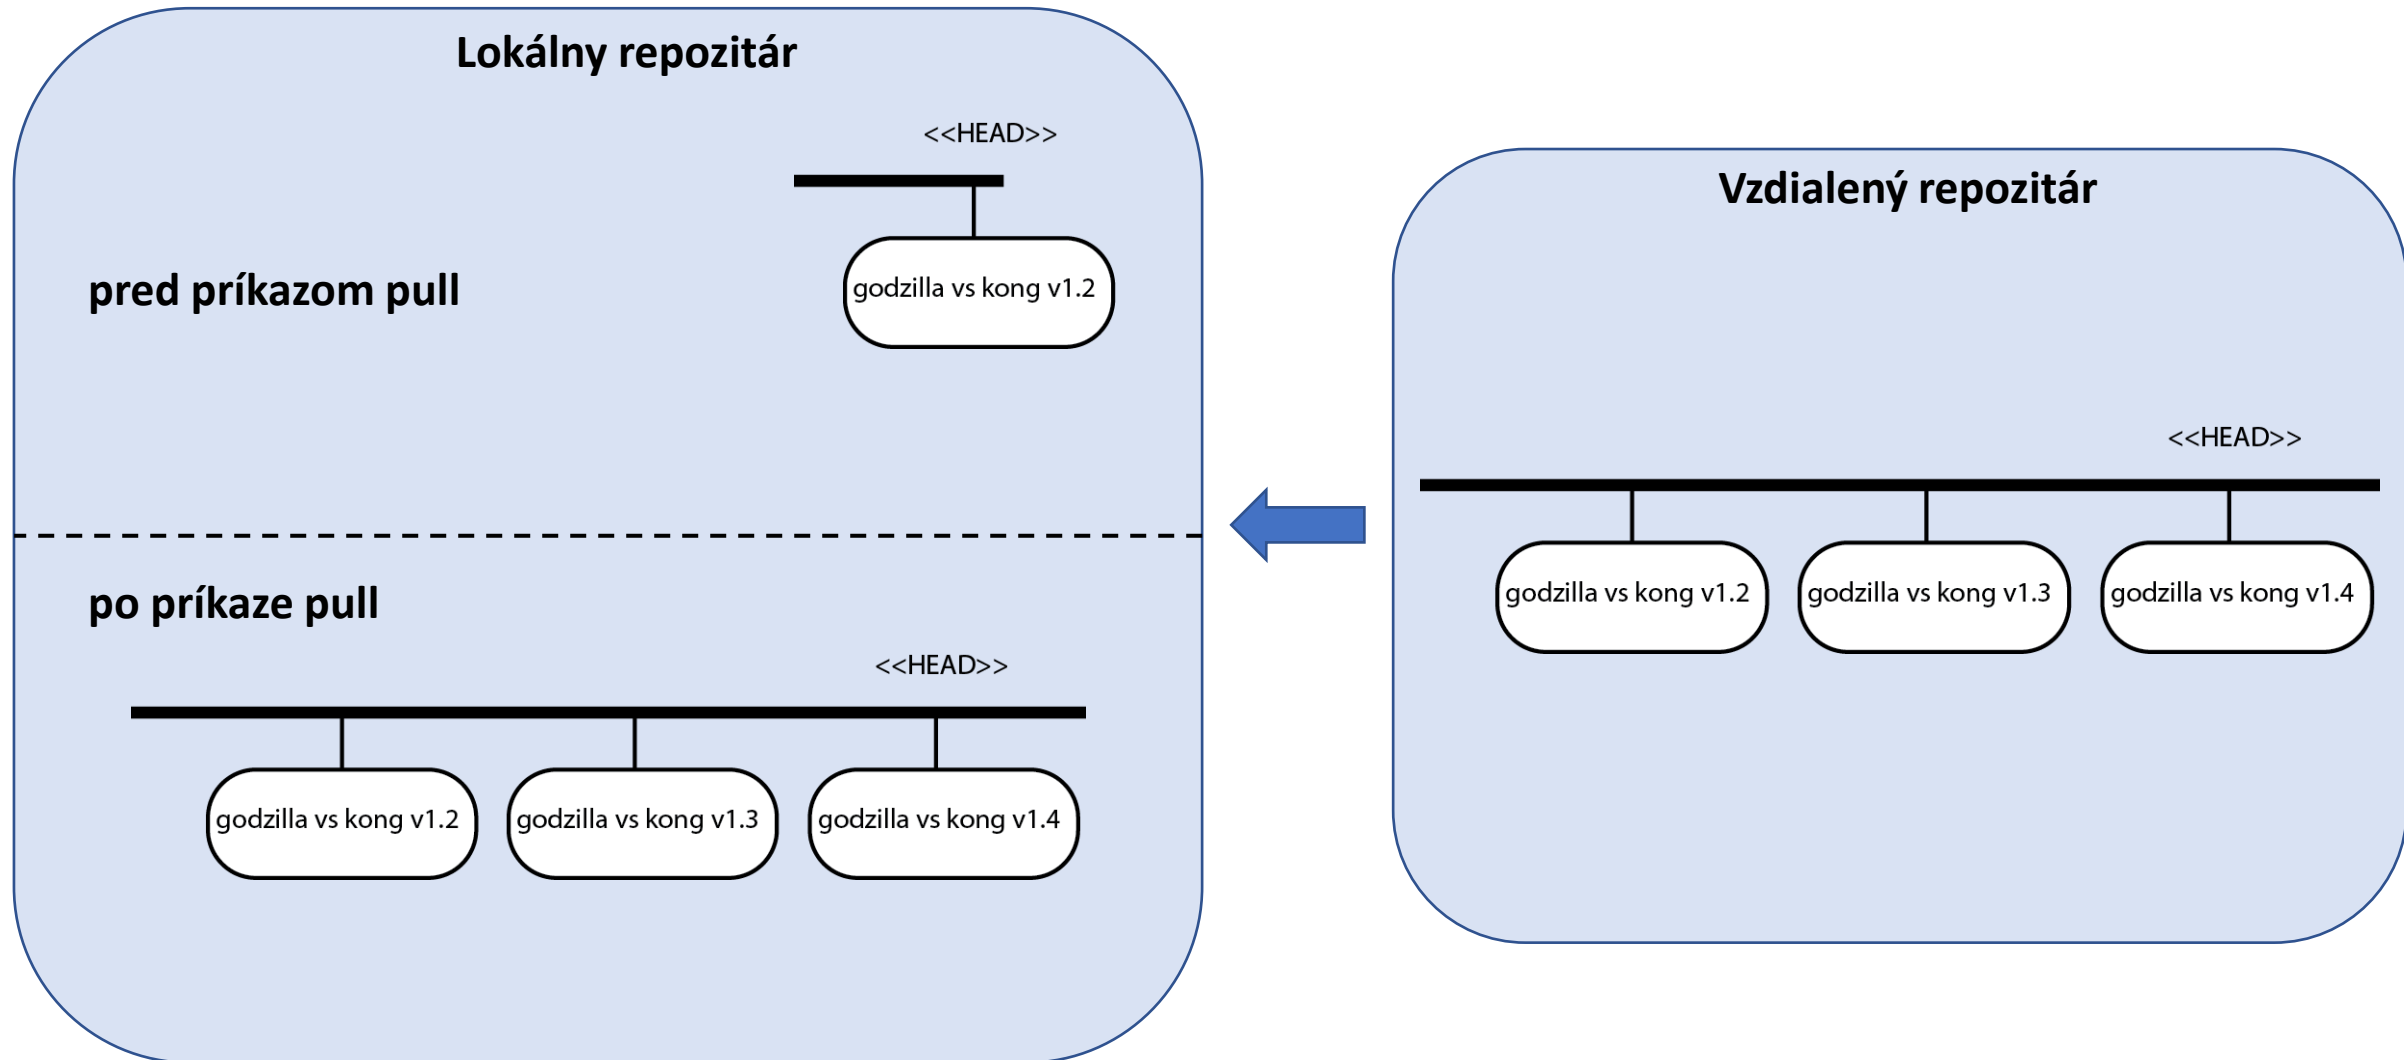 Lokálny repozitár
<<HEAD>>
godzilla vs kong v1.2
pred príkazom pull
po príkaze pull
<<HEAD>>
godzilla vs kong v1.2
godzilla vs kong v1.3
godzilla vs kong v1.4
Vzdialený repozitár
<<HEAD>>
godzilla vs kong v1.2
godzilla vs kong v1.3
godzilla vs kong v1.4